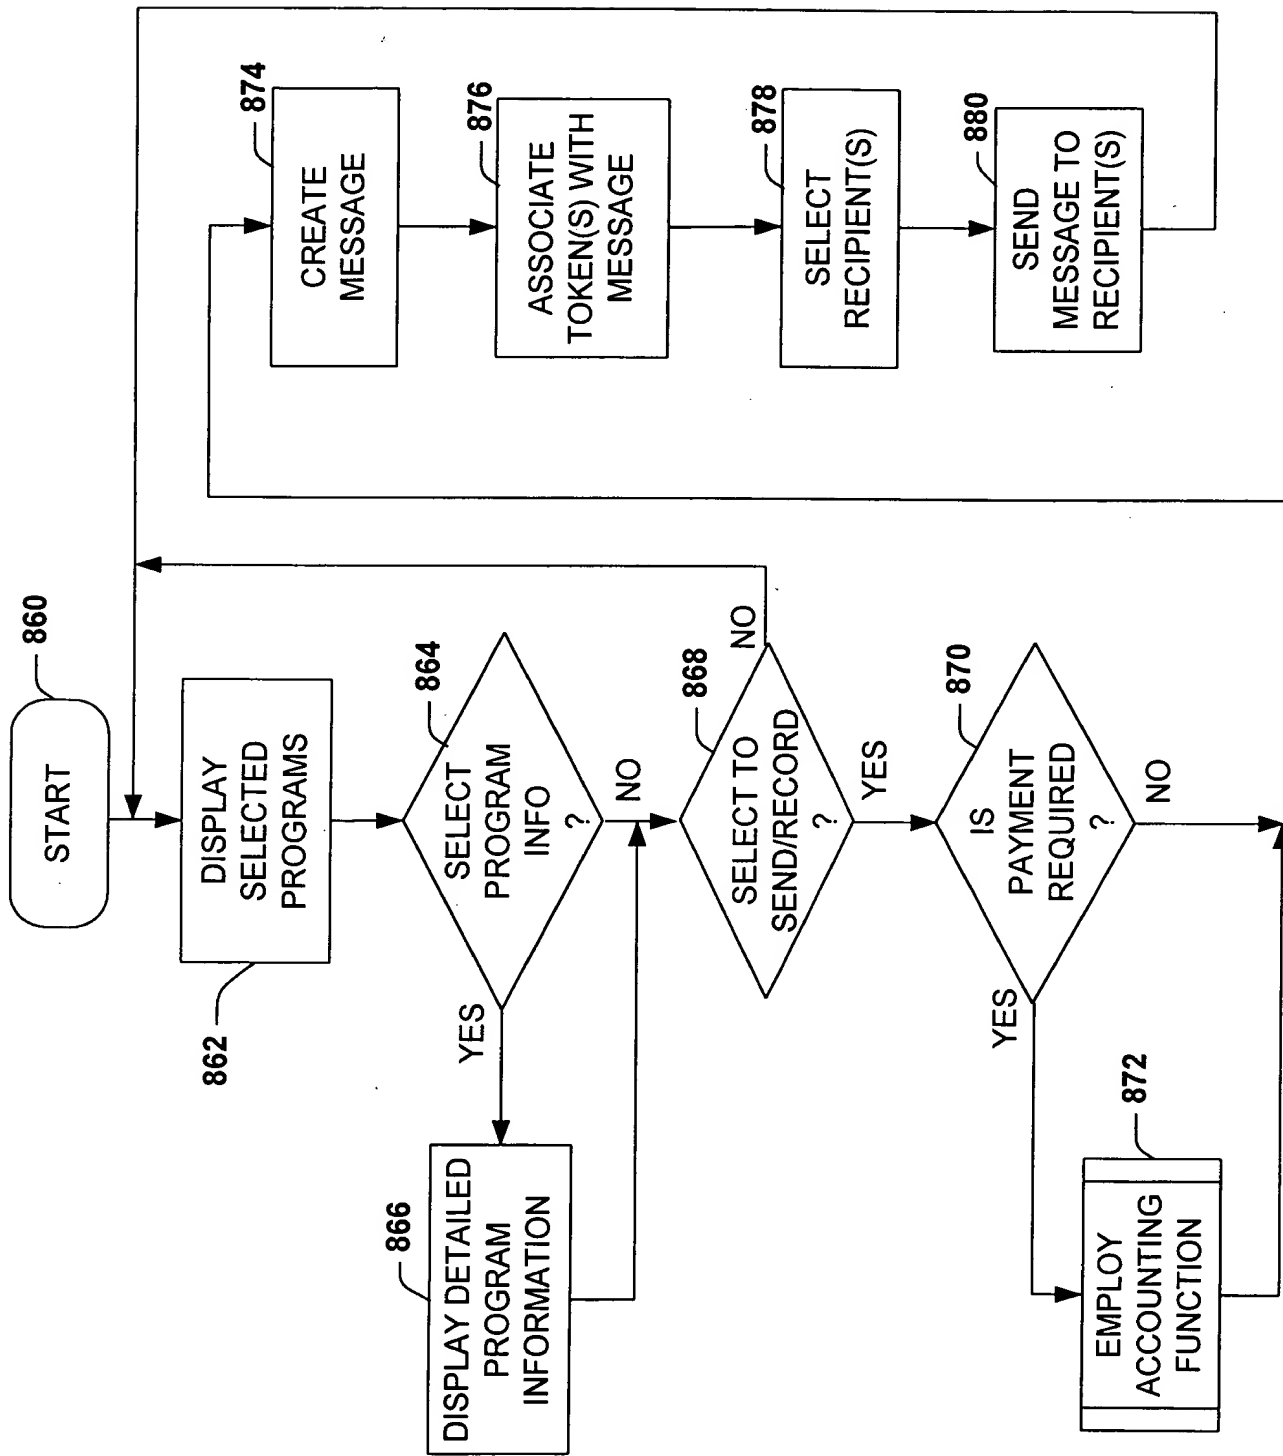 860
START
DISPLAY
SELECTED
PROGRAMS
862
864
SELECT
PROGRAM
INFO
?
YES
NO
866
DISPLAY DETAILED
PROGRAM
INFORMATION
868
SELECT TO
SEND/RECORD
?
NO
YES
870
IS
PAYMENT
REQUIRED
?
YES
NO
872
EMPLOY
ACCOUNTING
FUNCTION
874
CREATE
MESSAGE
876
ASSOCIATE
TOKEN(S) WITH
MESSAGE
878
SELECT
RECIPIENT(S)
880
SEND
MESSAGE TO
RECIPIENT(S)